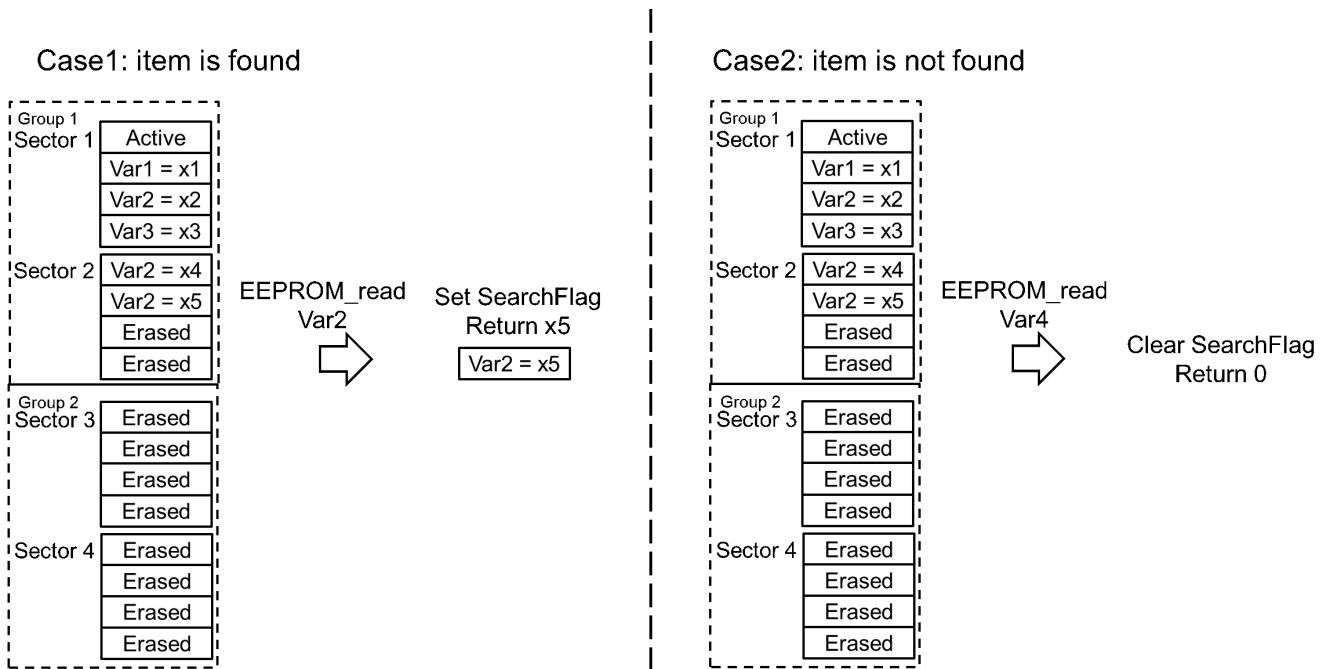 Case1: item is found
Group 1
Sector 1
Active
Var1 = x1
Var2 = x2
Var3 = x3
Sector 2
Var2 = x4
Var2 = x5
Erased
Erased
EEPROM_read
Var2
Set SearchFlag
Return x5
Var2 = x5
Group 2
Sector 3
Erased
Erased
Erased
Erased
Sector 4
Erased
Erased
Erased
Erased
Case2: item is not found
Group 1
Sector 1
Active
Var1 = x1
Var2 = x2
Var3 = x3
Sector 2
Var2 = x4
Var2 = x5
Erased
Erased
EEPROM_read
Var4
Clear SearchFlag
Return 0
Group 2
Sector 3
Erased
Erased
Erased
Erased
Sector 4
Erased
Erased
Erased
Erased